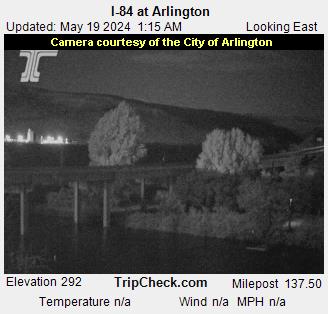 I-84 at Arlington
Updated: May 19 2024 1:15 AM Looking East
Camera courtesy of the City of Arlington
Elevation 292 TripCheck.com Milepost 137.50
Temperature n/a Wind n/a MPH n/a